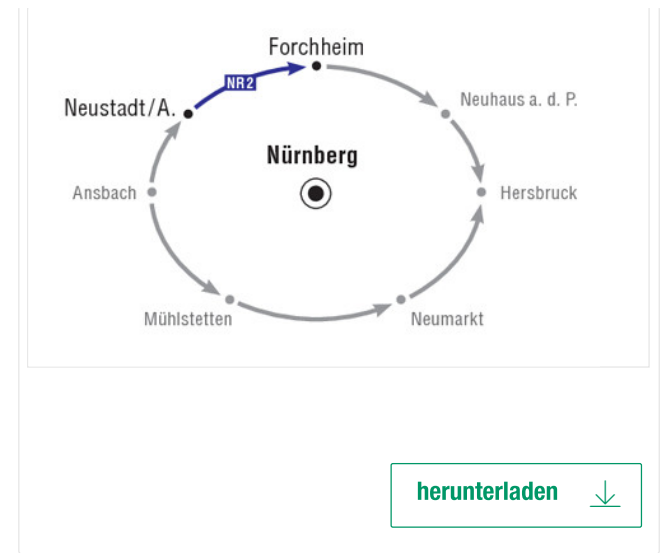 Forchheim
NR2
Neuhaus a. d. P.
Neustadt/A.
Nürnberg
Ansbach
Hersbruck
Mühlstetten
Neumarkt
herunterladen